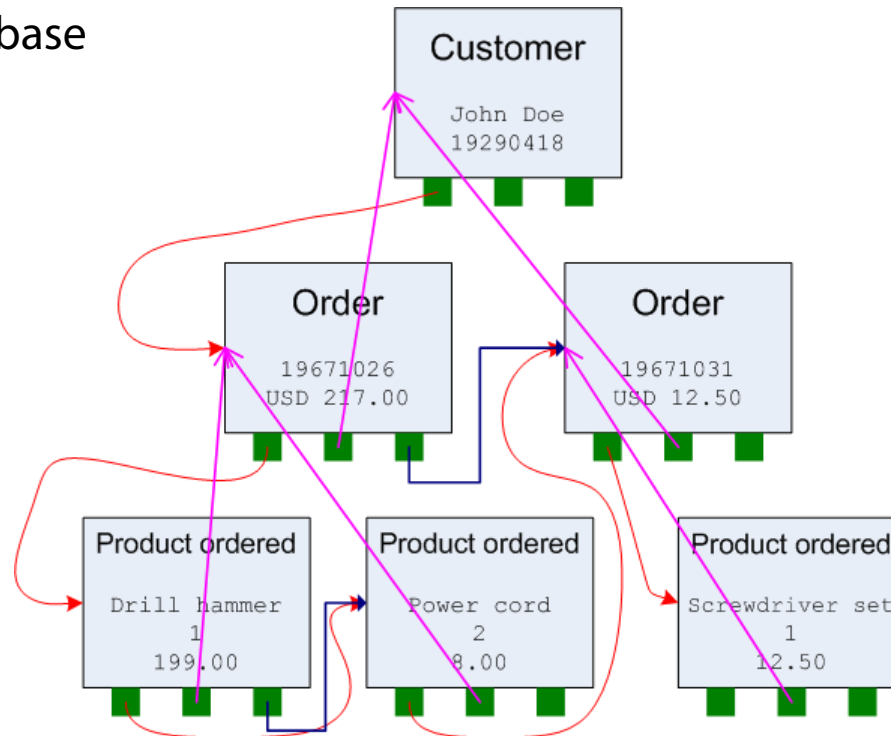 base
Customer
John Doe
19290418
Order
19671026
USD 217.00
Order
19671031
USD 12.50
Product ordered
Drill hammer
1
199.00
Product ordered
Power cord
2
8.00
Product ordered
Screwdriver set
1
12.50